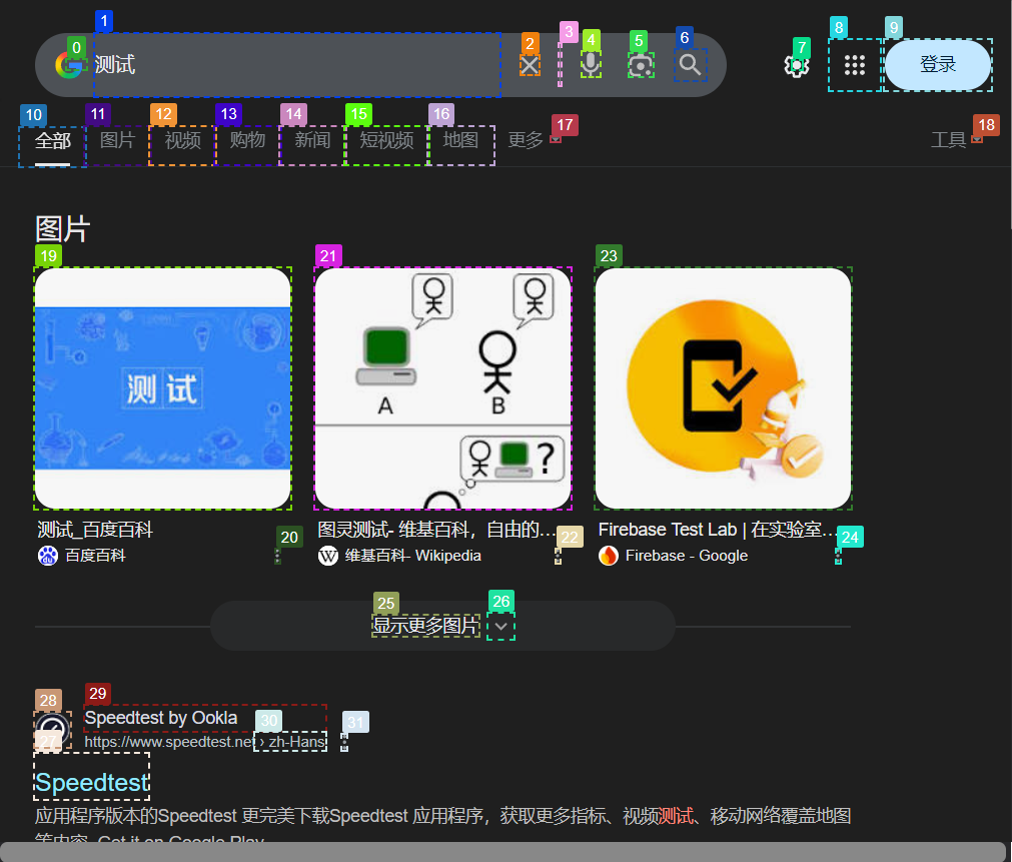 0
1
2
3
4
5
6
7
8
9
测试
登录
10
11
12
13
14
15
16
17
18
全部
图片
视频
购物
新闻
短视频
地图
更多
工具
图片
19
21
23
测试
A
B
?
测试_百度百科
百度百科
20
图灵测试- 维基百科，自由的...
W 维基百科- Wikipedia
22
Firebase Test Lab | 在实验室...
Firebase - Google
24
25
26
显示更多图片
28
29
Speedtest by Ookla
30
31
27
https://www.speedtest.net › zh-Hans
Speedtest
应用程序版本的Speedtest 更完美下载Speedtest 应用程序，获取更多指标、视频测试、移动网络覆盖地图
等内容. Get it on Google Play.